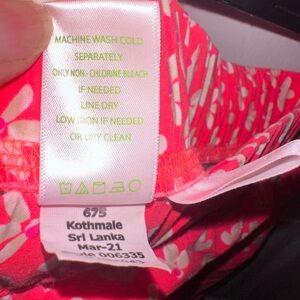 MACHINE WASH COLD
SEPARATELY
ONLY NON - CHLORINE BLEACH
IF NEEDED
LINE DRY
LOW IRON IF NEEDED
OR DRY CLEAN
675
Kothmale
Sri Lanka
Mar-21
006335